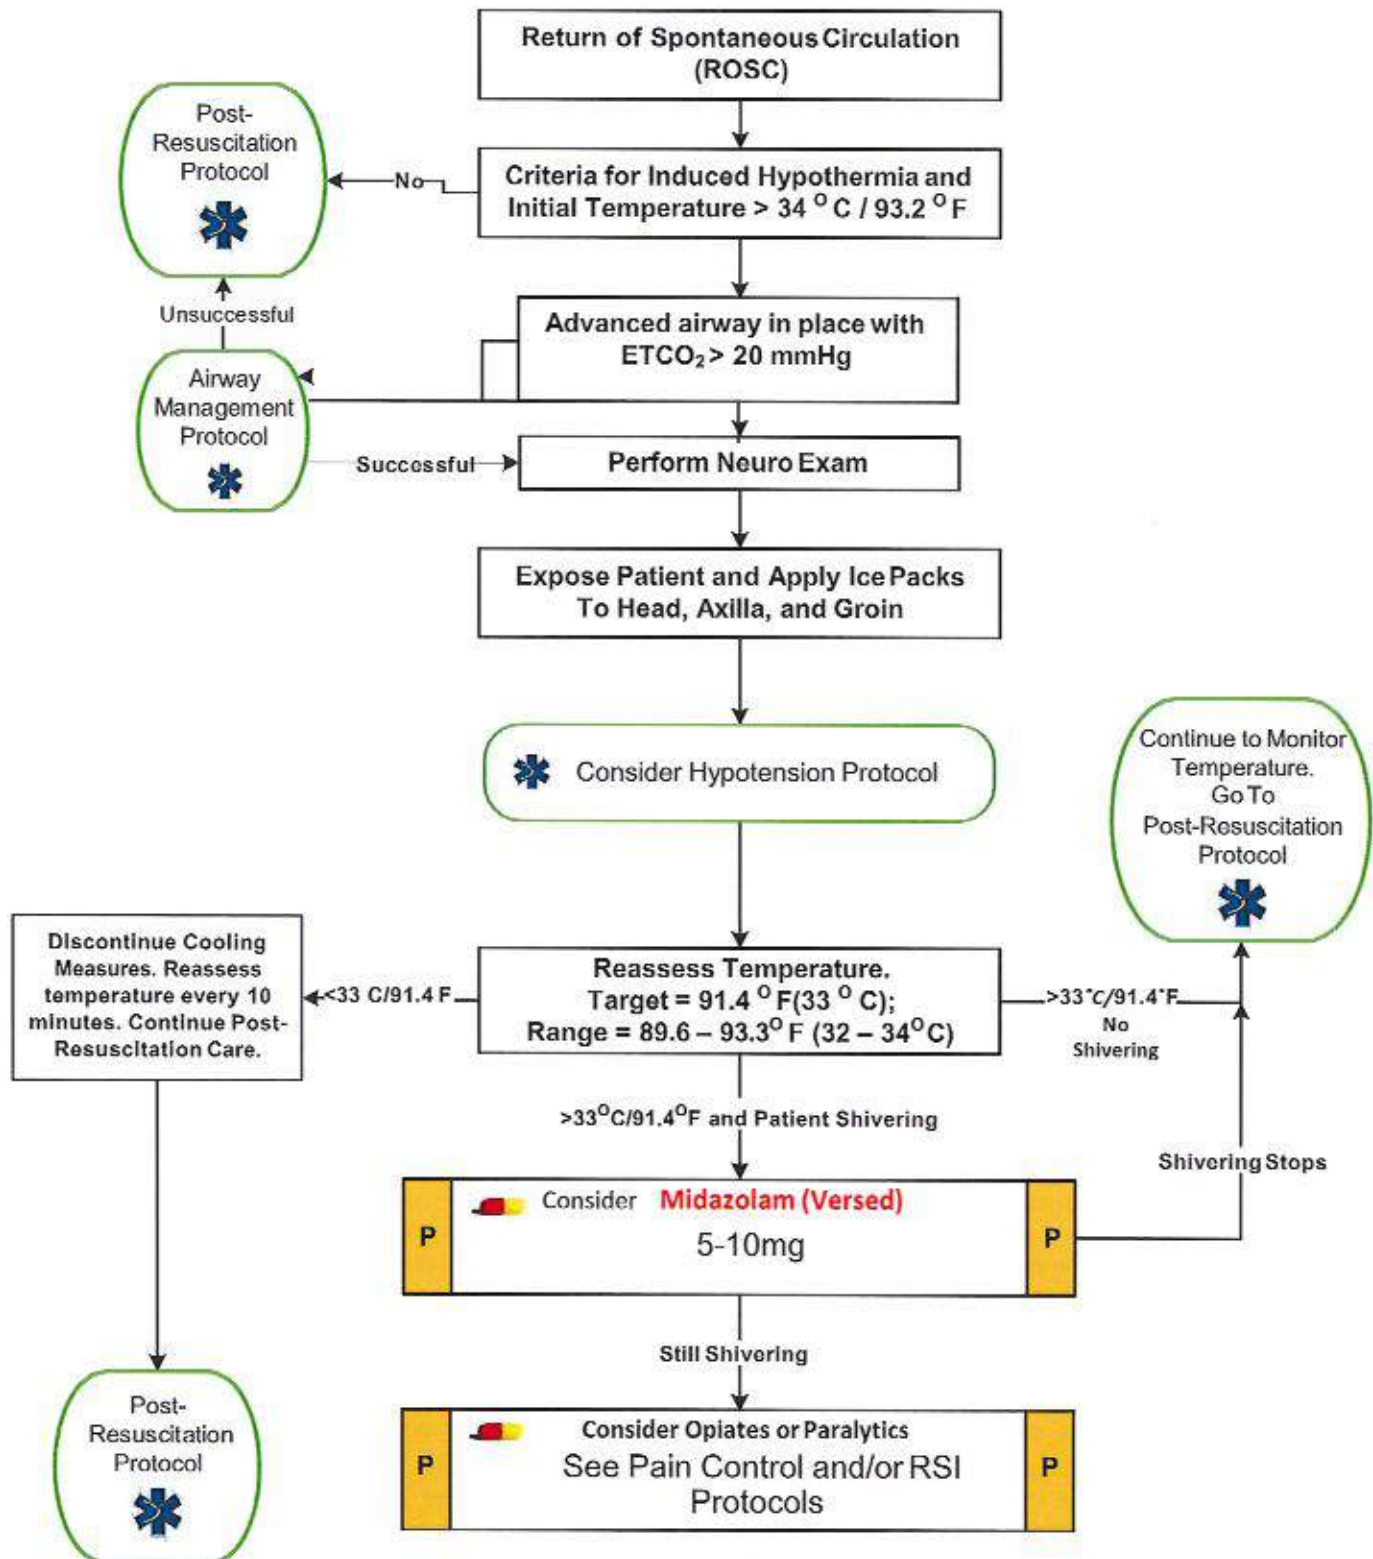 Return of Spontaneous Circulation
(ROSC)
Post-
Resuscitation
Protocol
No
Criteria for Induced Hypothermia and
Initial Temperature > 34 ᴼ C / 93.2 ᴼ F
Unsuccessful
Advanced airway in place with
ETCO₂ > 20 mmHg
Airway
Management
Protocol
Successful
Perform Neuro Exam
Expose Patient and Apply Ice Packs
To Head, Axilla, and Groin
Consider Hypotension Protocol
Continue to Monitor
Temperature.
Go To
Post-Resuscitation
Protocol
Discontinue Cooling
Measures. Reassess
temperature every 10
minutes. Continue Post-
Resuscitation Care.
<33 C/91.4 F
Reassess Temperature.
Target = 91.4 ᴼ F(33 ᴼ C);
Range = 89.6 – 93.3ᴼ F (32 – 34ᴼC)
>33°C/91.4°F
No
Shivering
>33ᴼC/91.4ᴼF and Patient Shivering
Shivering Stops
P
Consider Midazolam (Versed)
5-10mg
P
Still Shivering
Post-
Resuscitation
Protocol
P
Consider Opiates or Paralytics
See Pain Control and/or RSI
Protocols
P